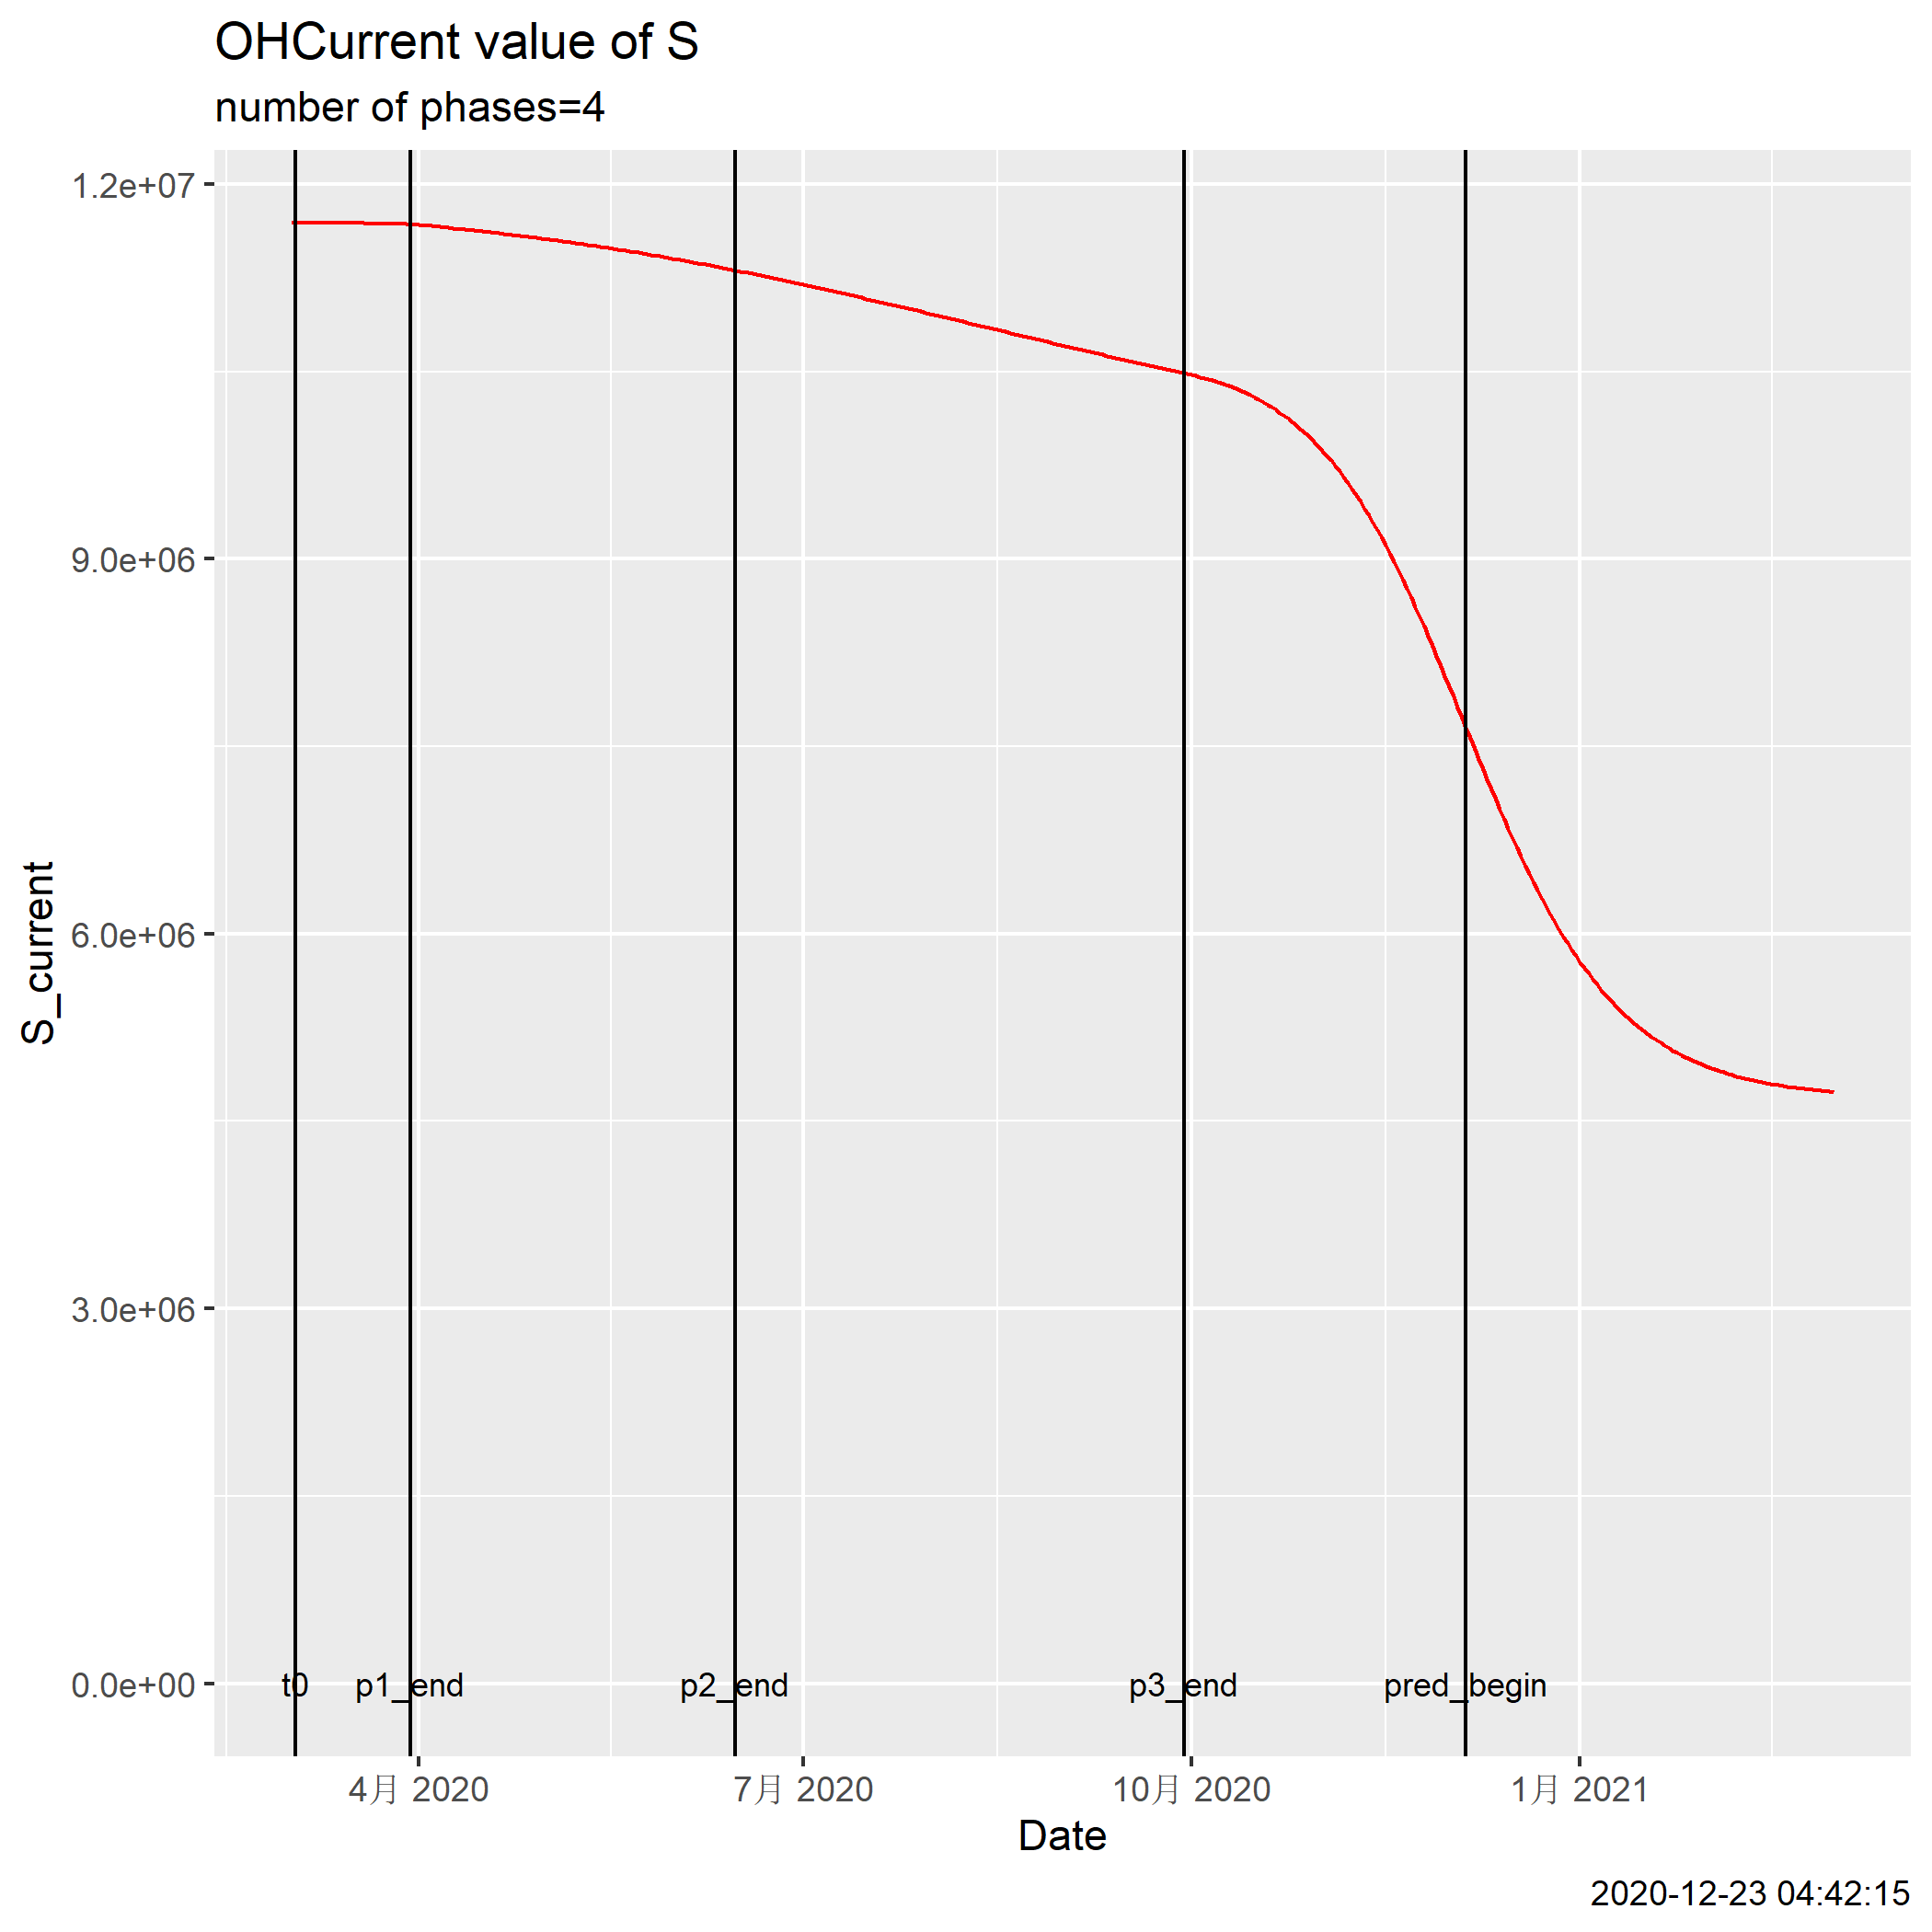 OHCurrent value of S
number of phases=4
1.2e+07
9.0e+06
6.0e+06
3.0e+06
0.0e+00
S_current
t0 p1_end p2_end p3_end pred_begin
4月 2020 7月 2020 10月 2020 1月 2021
Date
2020-12-23 04:42:15